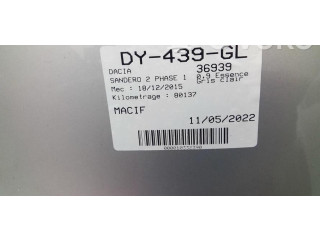 DY-439-GL
DACIA 36939
SANDERO 2 PHASE 1 0,9 Essence
Mec : 18/12/2015 Gris clair
Kilometrage : 80137
MACIF
11/05/2022